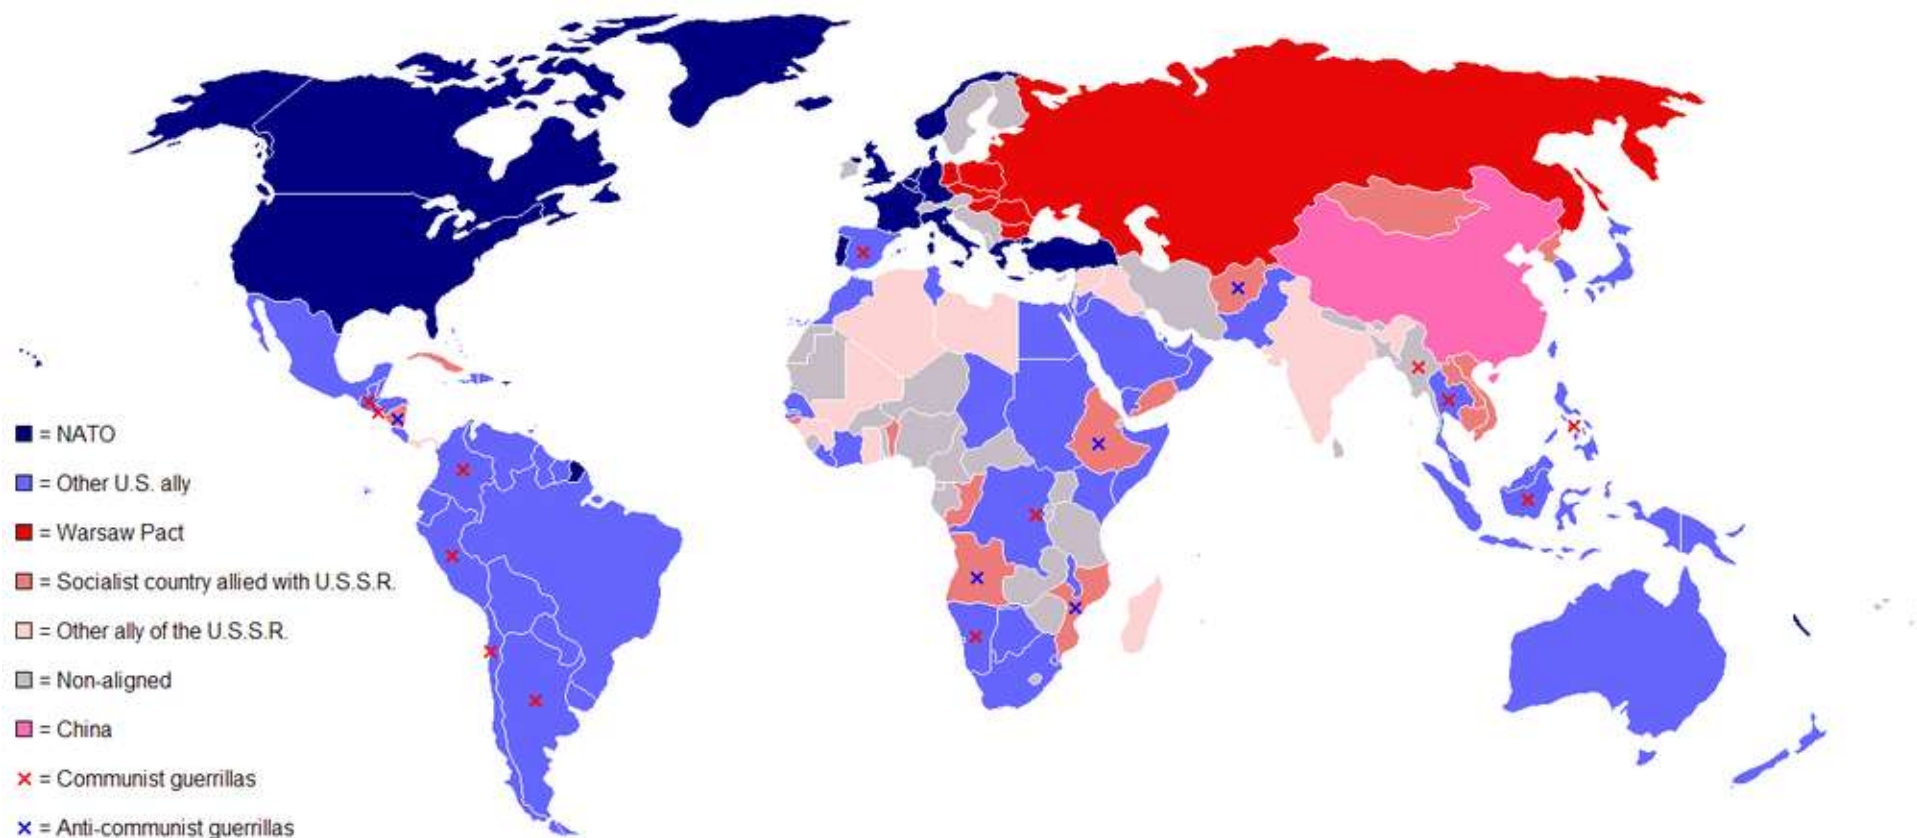 = NATO
= Other U.S. ally
= Warsaw Pact
= Socialist country allied with U.S.S.R.
= Other ally of the U.S.S.R.
= Non-aligned
= China
= Communist guerrillas
= Anti-communist guerrillas